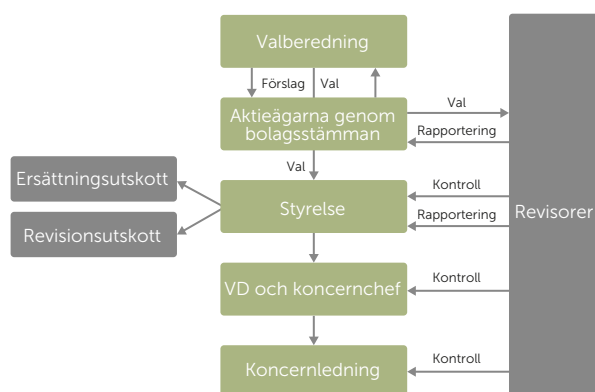 Valberedning
Förslag
Val
Aktieägarna genom
bolagsstämman
Val
Rapportering
Val
Ersättningsutskott
Revisionsutskott
Styrelse
Kontroll
Rapportering
Revisorer
VD och koncernchef
Kontroll
Koncernledning
Kontroll